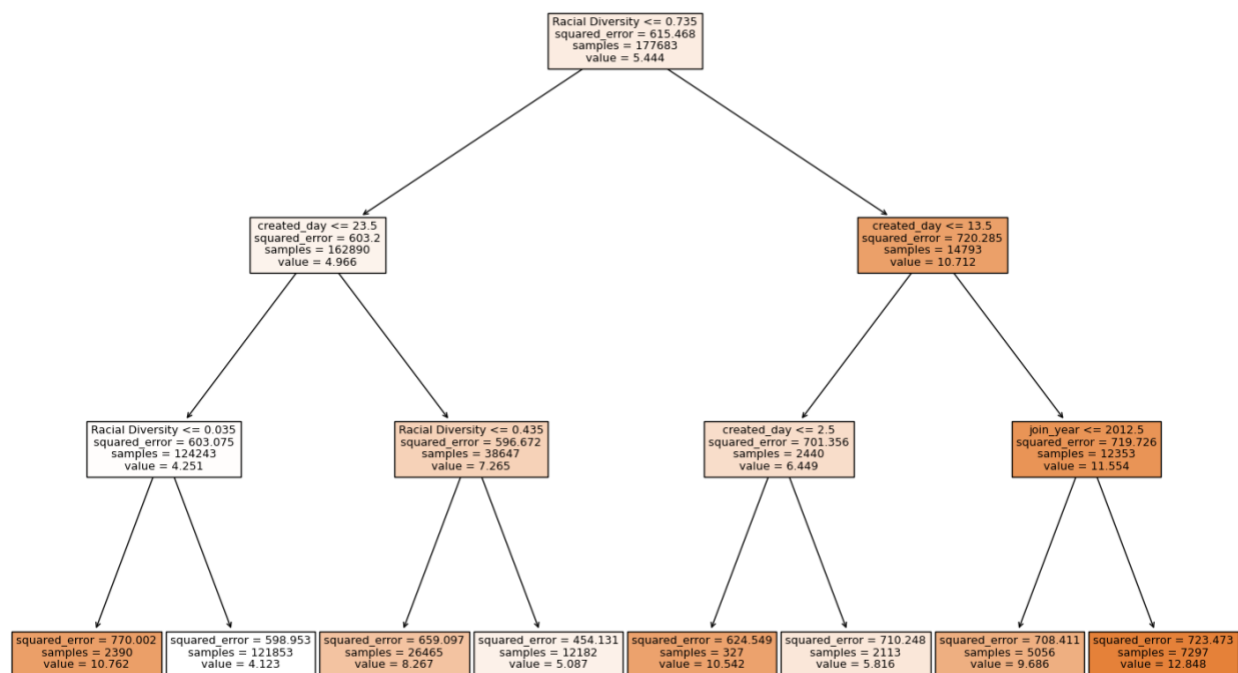 Racial Diversity <= 0.735
squared_error = 615.468
samples = 177683
value = 5.444
created_day <= 23.5
squared_error = 603.2
samples = 162890
value = 4.966
created_day <= 13.5
squared_error = 720.285
samples = 14793
value = 10.712
Racial Diversity <= 0.035
squared_error = 603.075
samples = 124243
value = 4.251
Racial Diversity <= 0.435
squared_error = 596.672
samples = 38647
value = 7.265
created_day <= 2.5
squared_error = 701.356
samples = 2440
value = 6.449
join_year <= 2012.5
squared_error = 719.726
samples = 12353
value = 11.554
squared_error = 770.002
samples = 2390
value = 10.762
squared_error = 598.953
samples = 121853
value = 4.123
squared_error = 659.097
samples = 26465
value = 8.267
squared_error = 454.131
samples = 12182
value = 5.087
squared_error = 624.549
samples = 327
value = 10.542
squared_error = 710.248
samples = 2113
value = 5.816
squared_error = 708.411
samples = 5056
value = 9.686
squared_error = 723.473
samples = 7297
value = 12.848